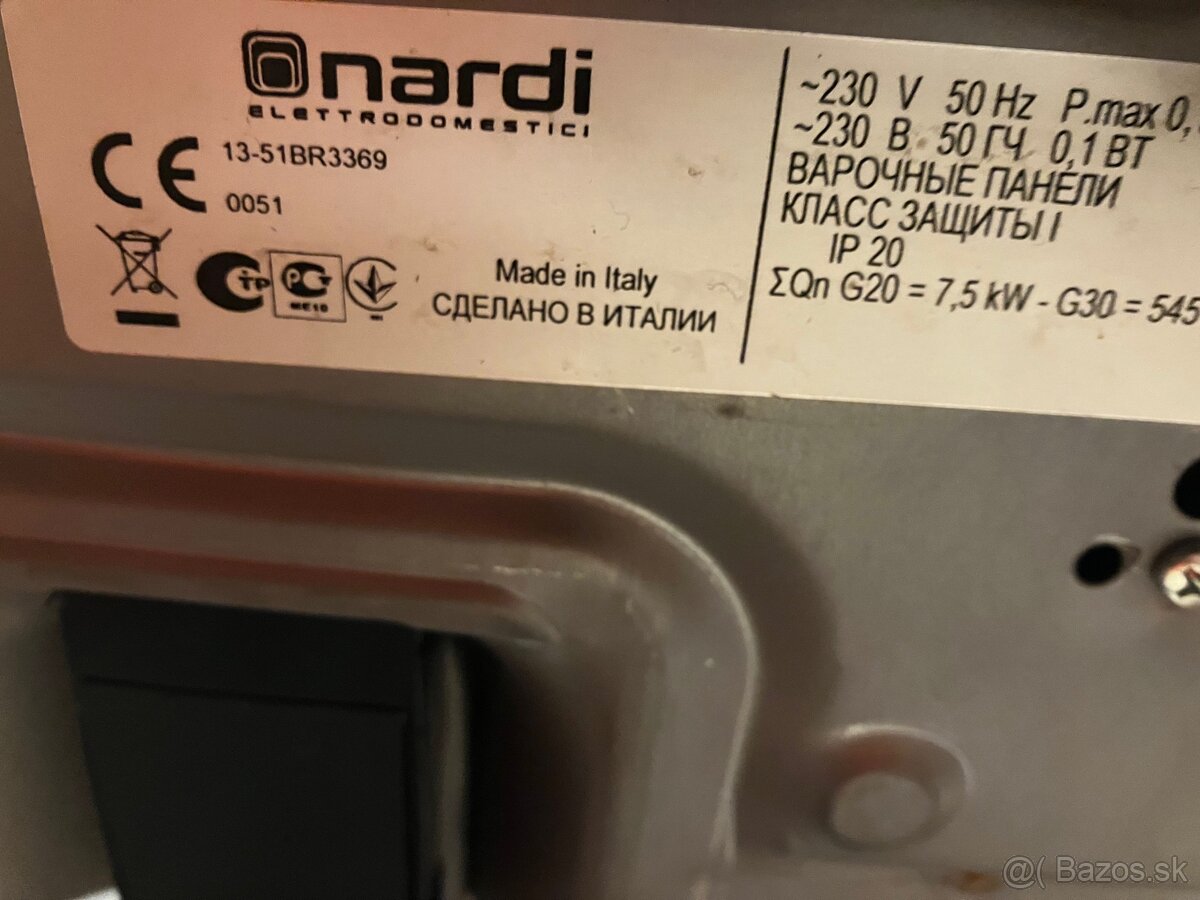 nardi
ELETTRODOMESTICI
CE
13-51BR3369
0051
Made in Italy
СДЕЛАНО В ИТАЛИИ
~230 V 50 Hz P.max 0,
~230 В 50 ГЧ 0,1 ВТ
ВАРОЧНЫЕ ПАНЕЛИ
КЛАСС ЗАЩИТЫ I
IP 20
ΣQn G20 = 7,5 kW - G30 = 545
@( Bazos.sk